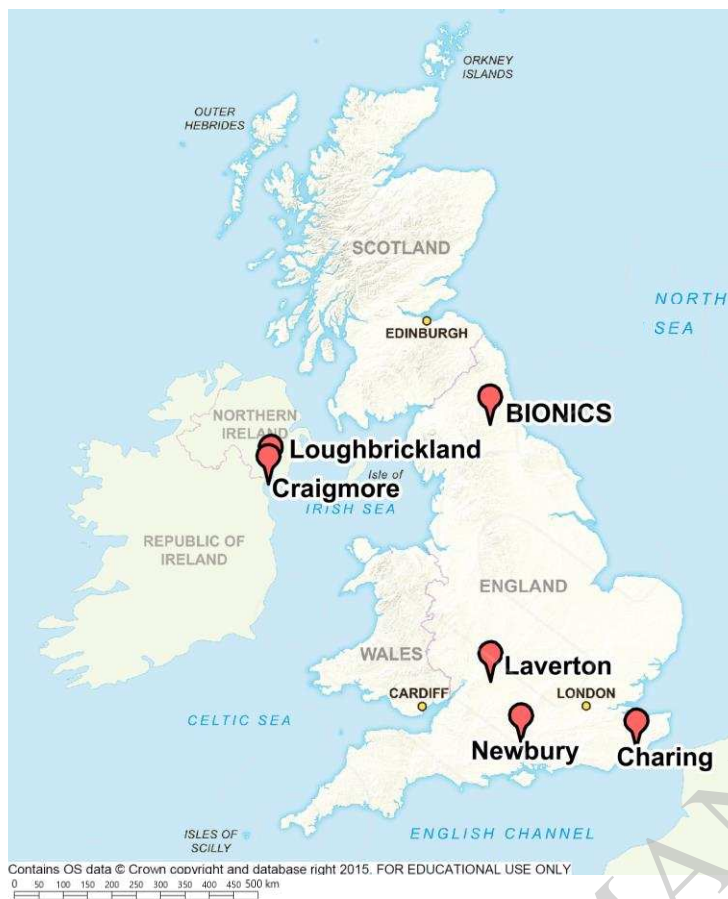 ORKNEY
ISLANDS
OUTER
HEBRIDES
SCOTLAND
NORTH
SEA
EDINBURGH
BIONICS
NORTHERN
IRELAND
Loughbrickland
Isle of
Craigmore
IRISH SEA
REPUBLIC OF
IRELAND
ENGLAND
WALES
Laverton
CARDIFF
LONDON
CELTIC SEA
Newbury
Charing
ISLES OF
SCILLY
ENGLISH CHANNEL
Contains OS data © Crown copyright and database right 2015. FOR EDUCATIONAL USE ONLY
0 50 100 150 200 250 300 350 400 450 500 km